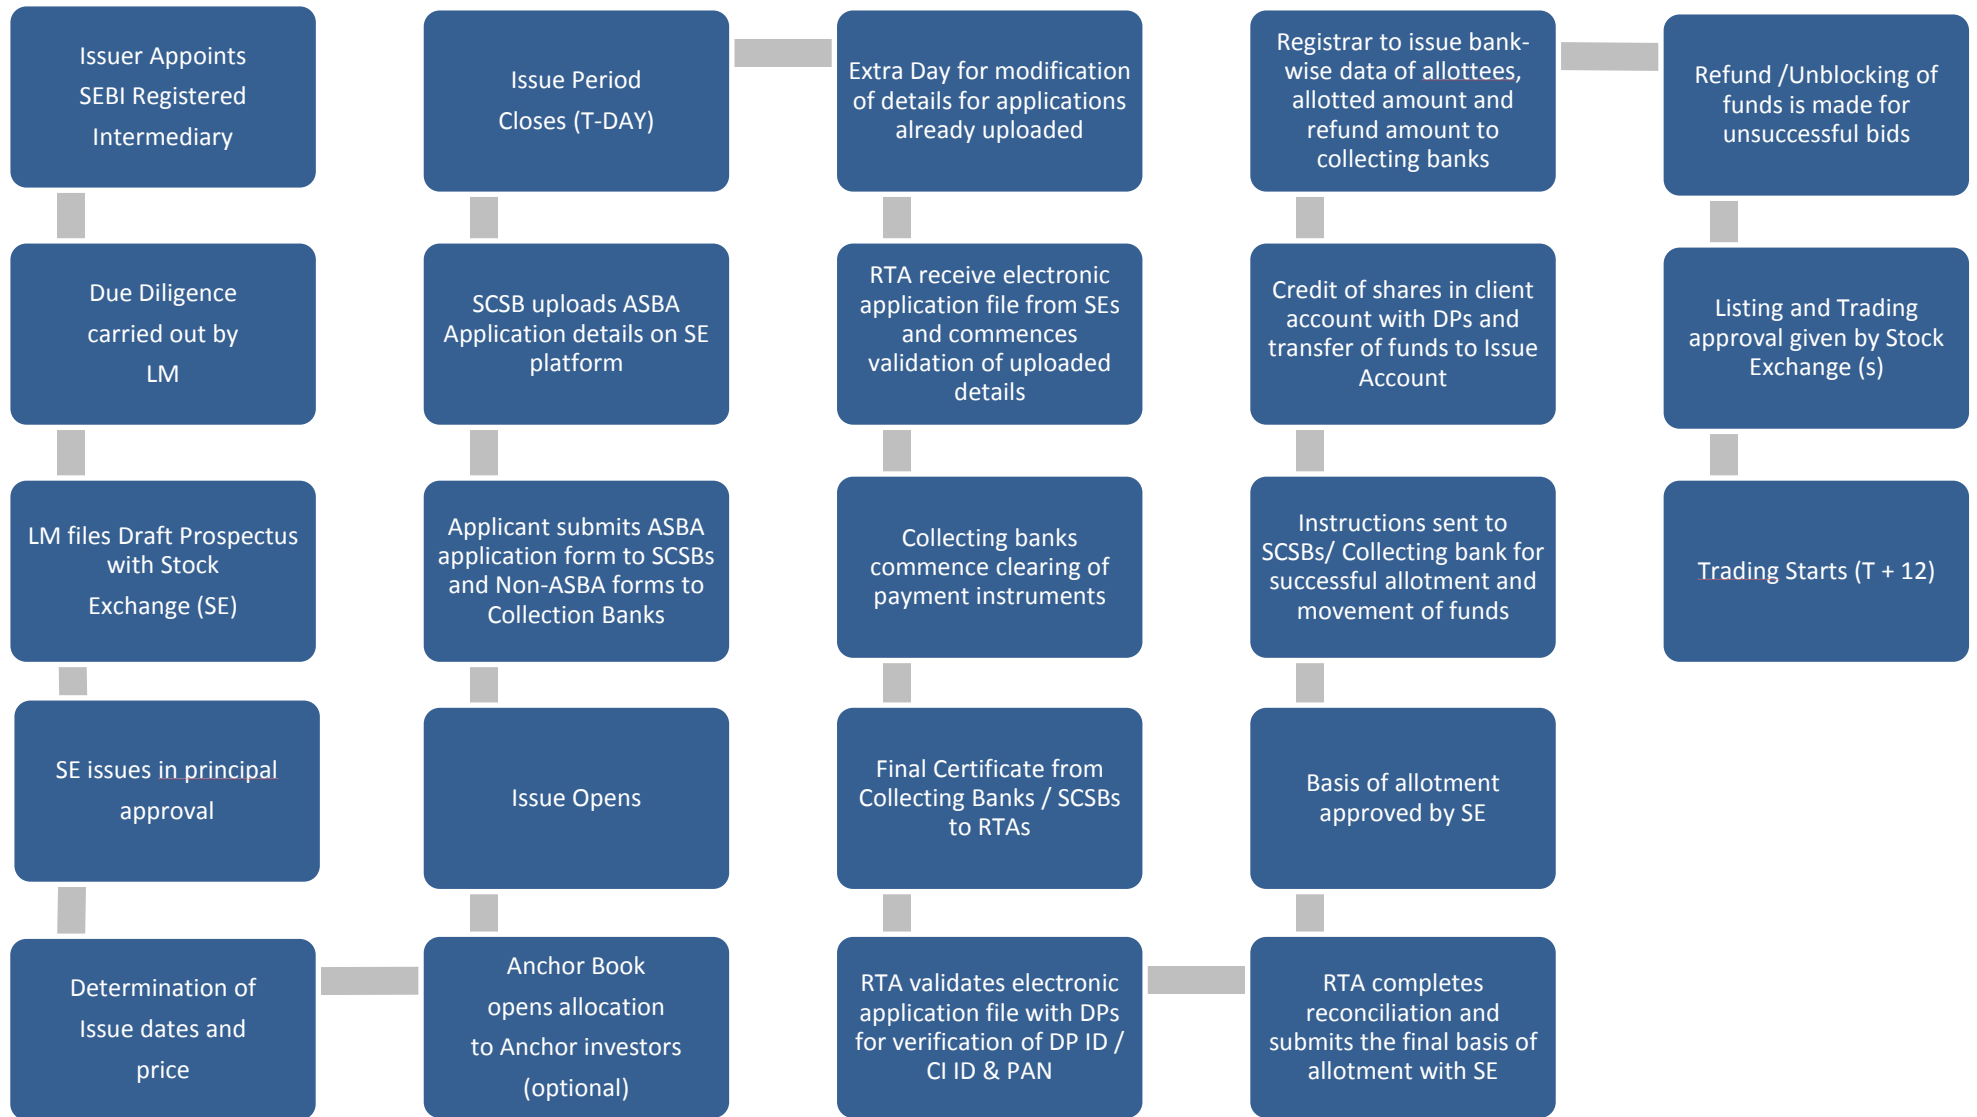 Issuer Appoints
SEBI Registered
Intermediary
Due Diligence
carried out by
LM
LM files Draft Prospectus
with Stock
Exchange (SE)
SE issues in principal
approval
Determination of
Issue dates and
price
Anchor Book
opens allocation
to Anchor investors
(optional)
Issue Opens
Applicant submits ASBA
application form to SCSBs
and Non-ASBA forms to
Collection Banks
SCSB uploads ASBA
Application details on SE
platform
Issue Period
Closes (T-DAY)
Extra Day for modification
of details for applications
already uploaded
RTA receive electronic
application file from SEs
and commences
validation of uploaded
details
Collecting banks
commence clearing of
payment instruments
Final Certificate from
Collecting Banks / SCSBs
to RTAs
RTA validates electronic
application file with DPs
for verification of DP ID /
CI ID & PAN
RTA completes
reconciliation and
submits the final basis of
allotment with SE
Basis of allotment
approved by SE
Instructions sent to
SCSBs/ Collecting bank for
successful allotment and
movement of funds
Credit of shares in client
account with DPs and
transfer of funds to Issue
Account
Registrar to issue bank-
wise data of allottees,
allotted amount and
refund amount to
collecting banks
Refund /Unblocking of
funds is made for
unsuccessful bids
Listing and Trading
approval given by Stock
Exchange (s)
Trading Starts (T + 12)